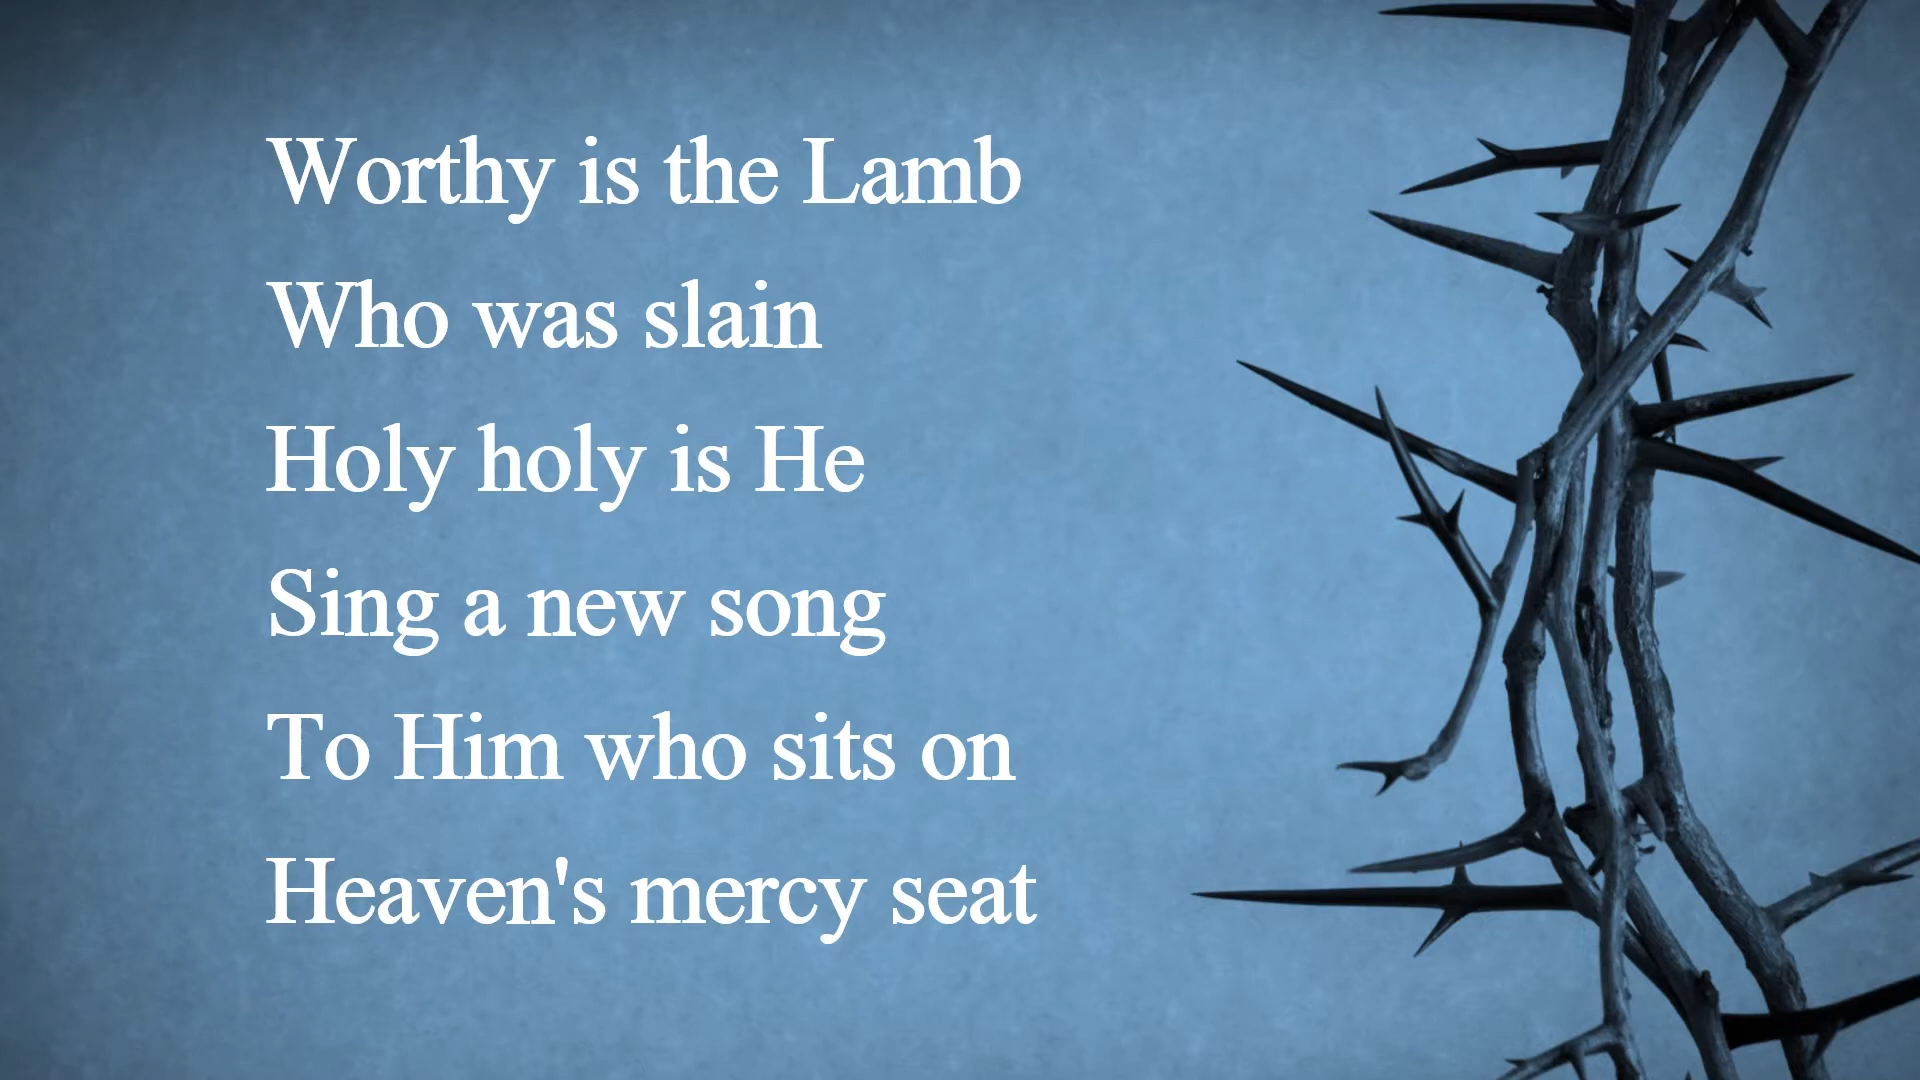 Worthy is the Lamb
Who was slain
Holy holy is He
Sing a new song
To Him who sits on
Heaven's mercy seat